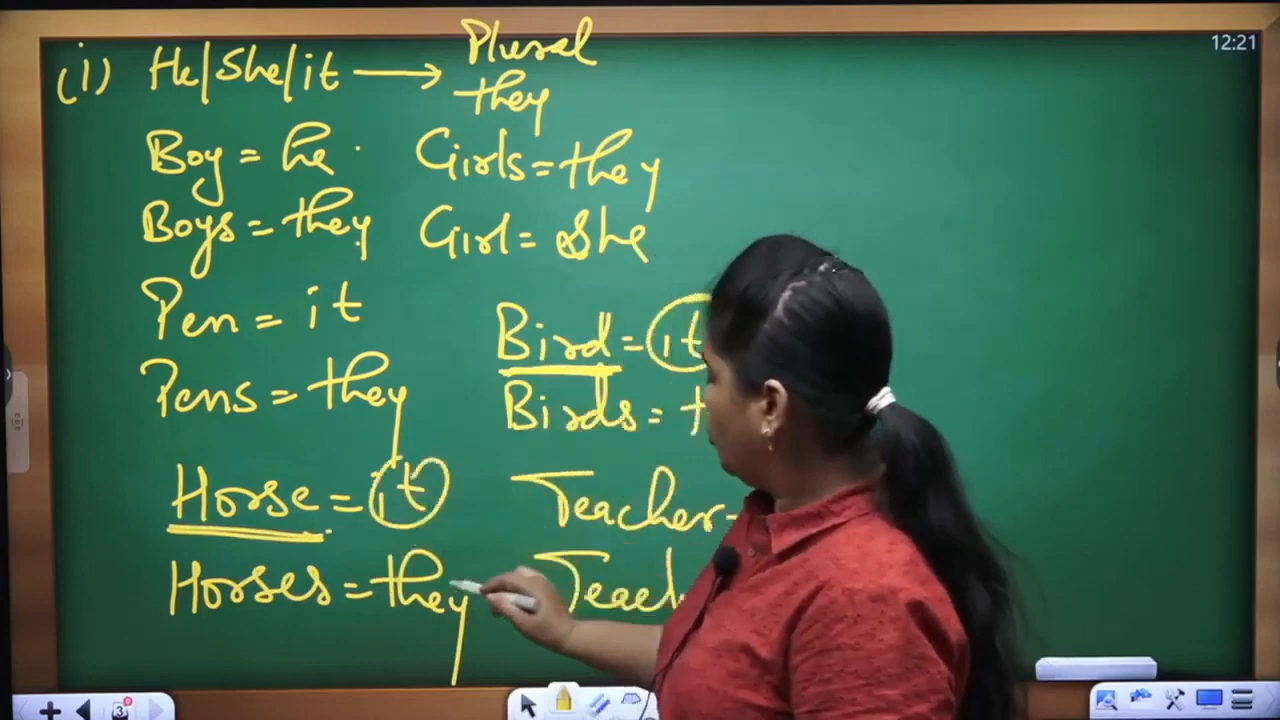 12:21
(i) He/She/it → Plural
they
Boy = he
Girls = they
Boys = they
Girl = She
Pen = it
Bird = it
Pens = they
Birds =
Horse = it
Teacher -
Horses = they
3